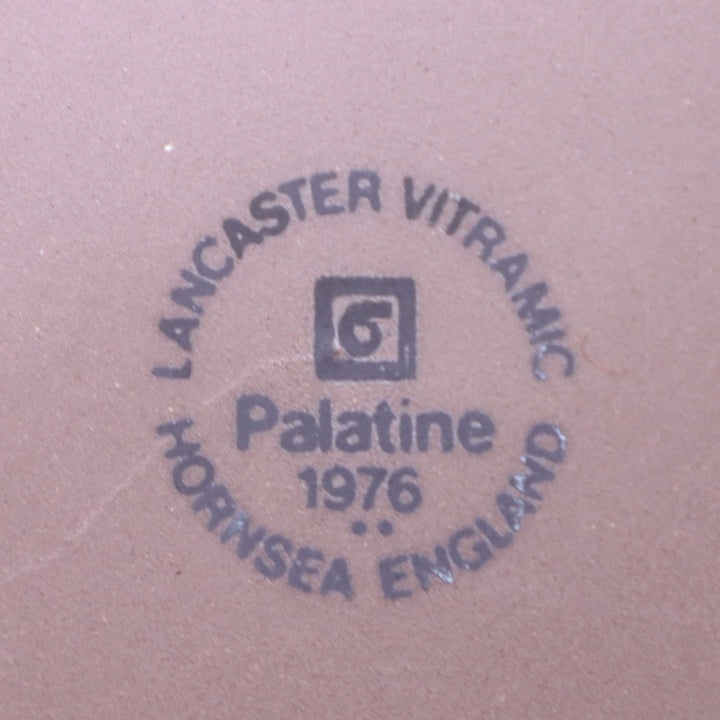 LANCASTER VITRAMIC
Palatine
1976
HORNSEA ENGLAND